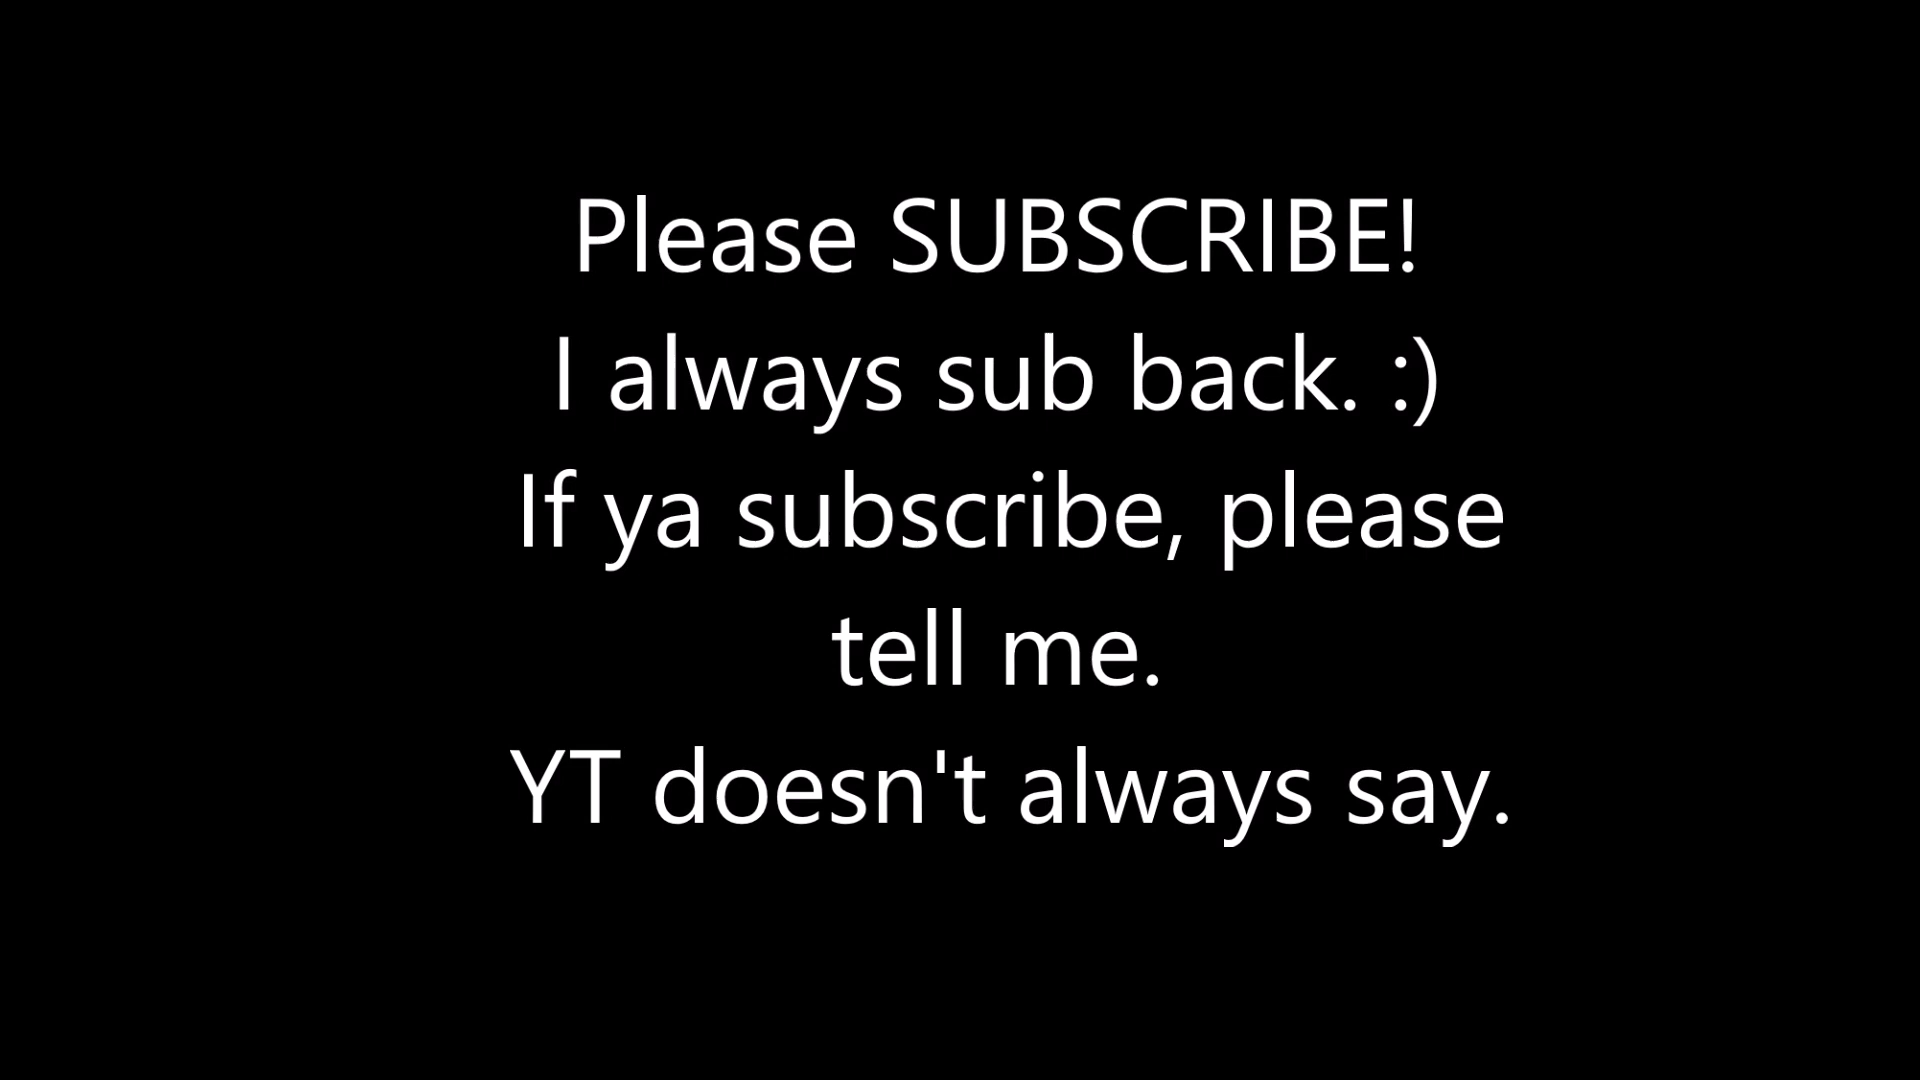 Please SUBSCRIBE!
I always sub back. :)
If ya subscribe, please
tell me.
YT doesn't always say.